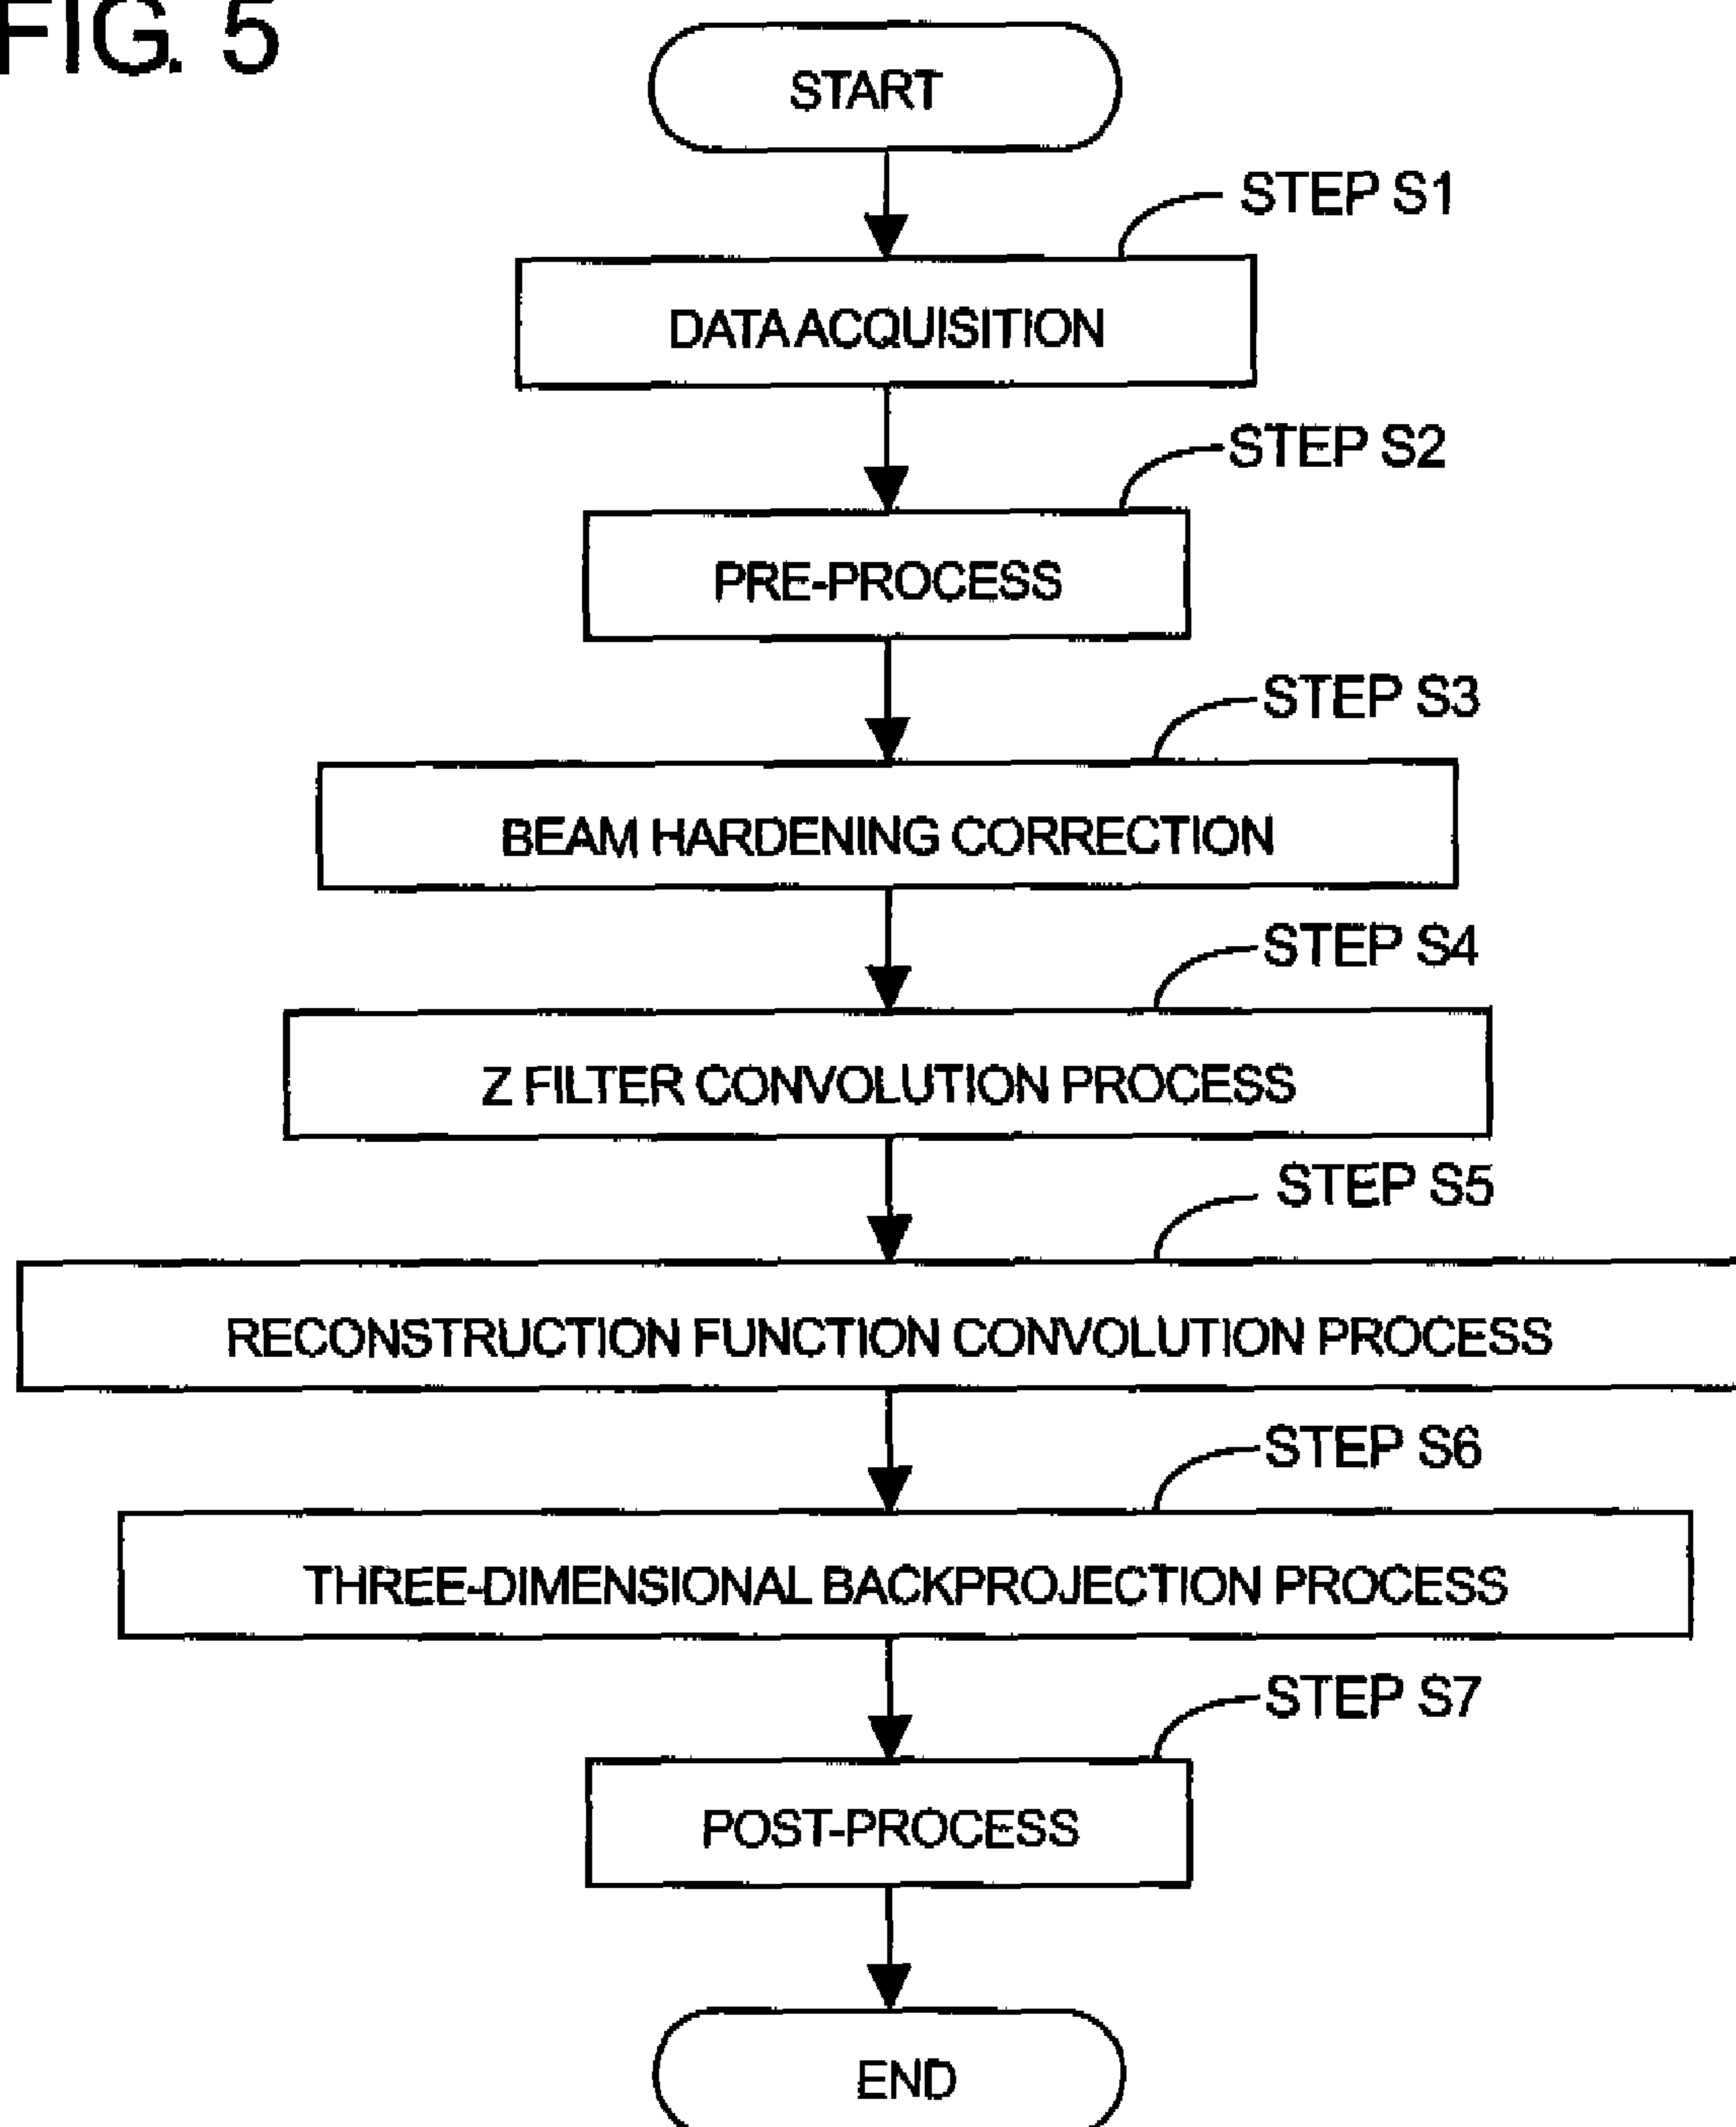 FIG. 5
START
STEP S1
DATA ACQUISITION
STEP S2
PRE-PROCESS
STEP S3
BEAM HARDENING CORRECTION
STEP S4
Z FILTER CONVOLUTION PROCESS
STEP S5
RECONSTRUCTION FUNCTION CONVOLUTION PROCESS
STEP S6
THREE-DIMENSIONAL BACKPROJECTION PROCESS
STEP S7
POST-PROCESS
END